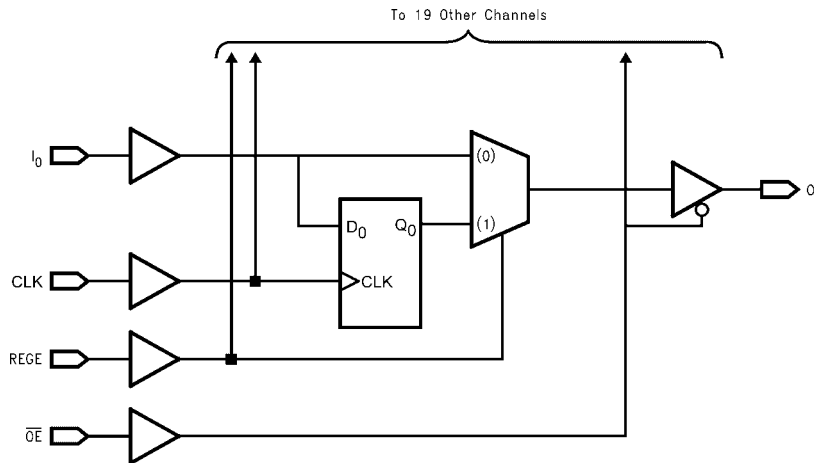 To 19 Other Channels
I0
(0)
D0
Q0
(1)
O
CLK
CLK
REGE
OE